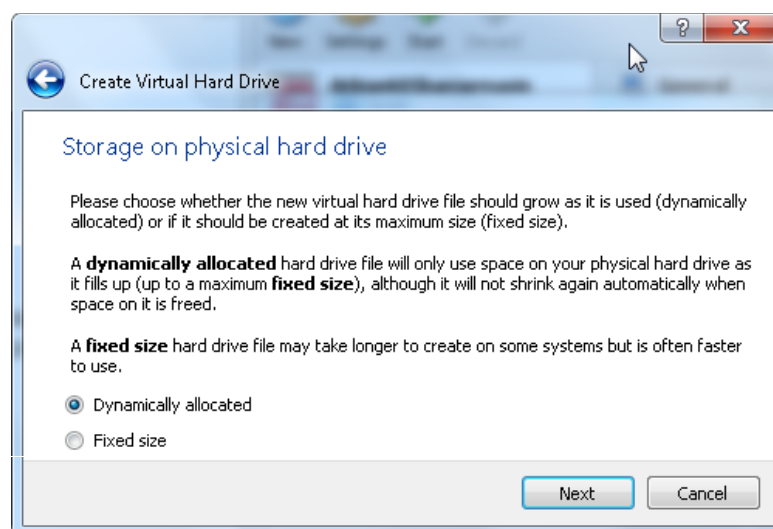 New Settings Start Discard
General
Create Virtual Hard Drive
Storage on physical hard drive
Please choose whether the new virtual hard drive file should grow as it is used (dynamically
allocated) or if it should be created at its maximum size (fixed size).
A dynamically allocated hard drive file will only use space on your physical hard drive as
it fills up (up to a maximum fixed size), although it will not shrink again automatically when
space on it is freed.
A fixed size hard drive file may take longer to create on some systems but is often faster
to use.
Dynamically allocated
Fixed size
Next Cancel